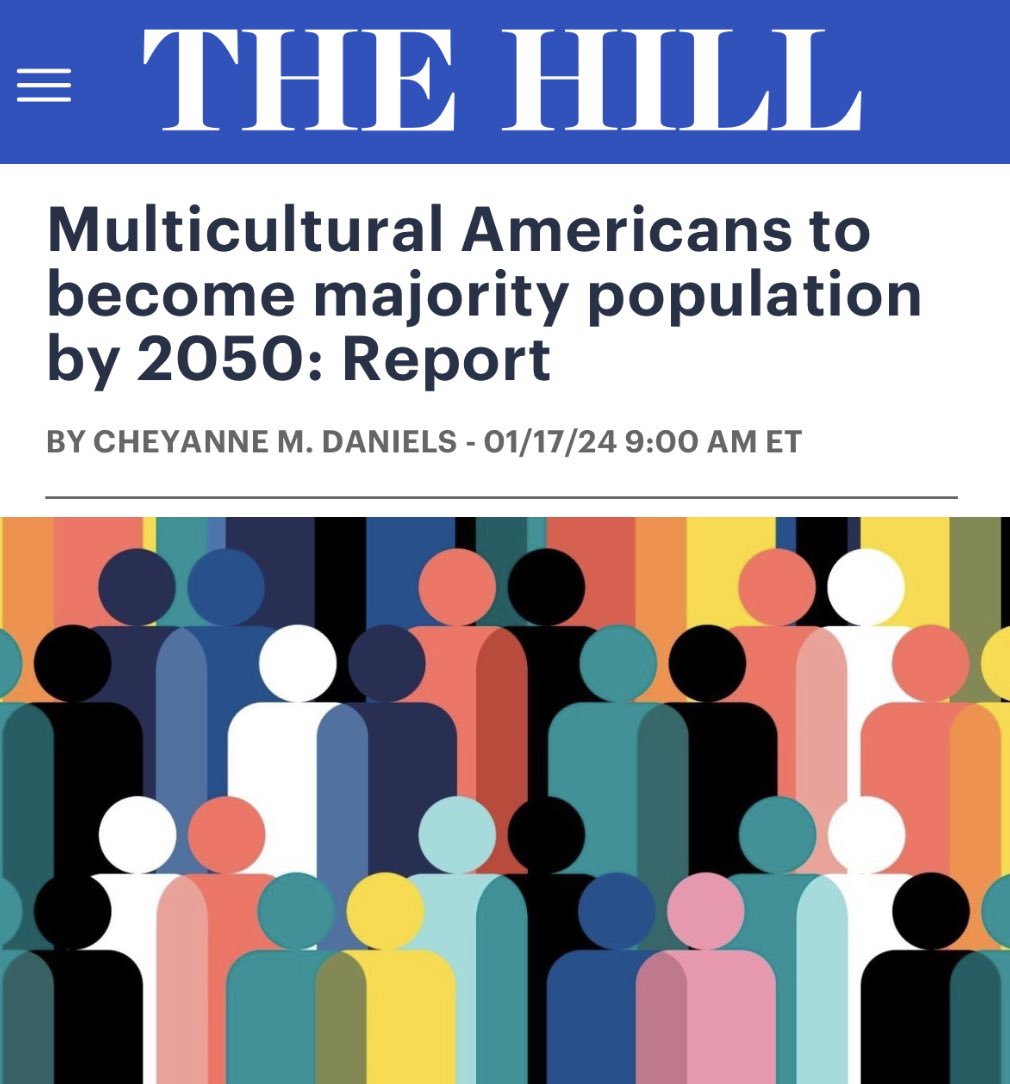 THE HILL
Multicultural Americans to
become majority population
by 2050: Report
BY CHEYANNE M. DANIELS - 01/17/24 9:00 AM ET